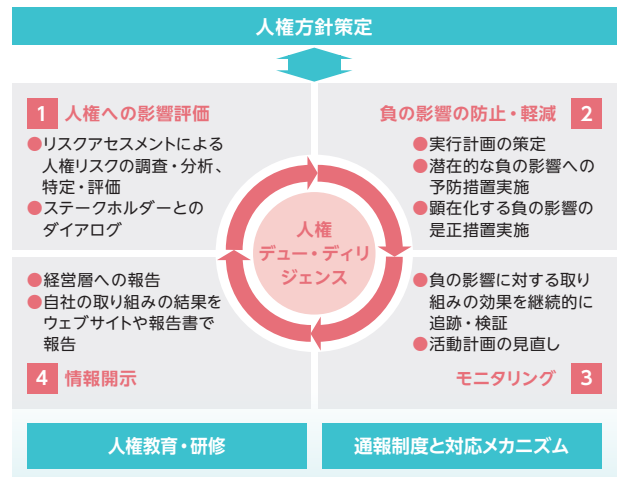 人権方針策定
1 人権への影響評価
●リスクアセスメントによる
人権リスクの調査・分析、
特定・評価
●ステークホルダーとの
ダイアログ
負の影響の防止・軽減 2
●実行計画の策定
●潜在的な負の影響への
予防措置実施
●顕在化する負の影響の
是正措置実施
人権
デュー・ディリ
ジェンス
●経営層への報告
●自社の取り組みの結果を
ウェブサイトや報告書で
報告
4 情報開示
●負の影響に対する取り
組みの効果を継続的に
追跡・検証
●活動計画の見直し
モニタリング 3
人権教育・研修
通報制度と対応メカニズム